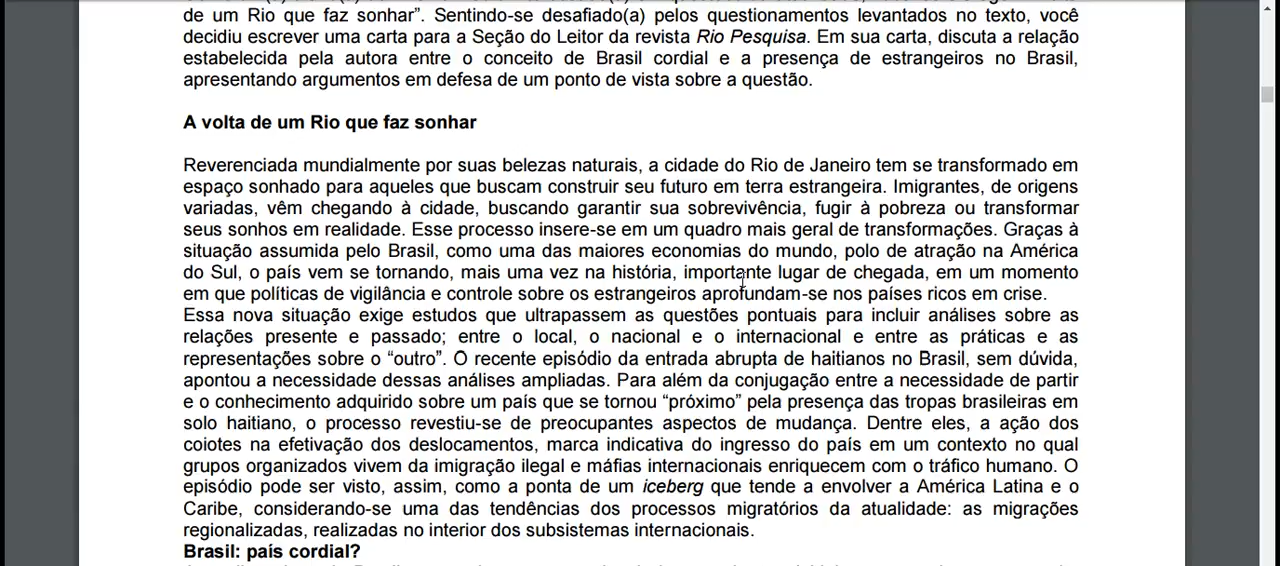 de um Rio que faz sonhar”. Sentindo-se desafiado(a) pelos questionamentos levantados no texto, você
decidiu escrever uma carta para a Seção do Leitor da revista Rio Pesquisa. Em sua carta, discuta a relação
estabelecida pela autora entre o conceito de Brasil cordial e a presença de estrangeiros no Brasil,
apresentando argumentos em defesa de um ponto de vista sobre a questão.
A volta de um Rio que faz sonhar
Reverenciada mundialmente por suas belezas naturais, a cidade do Rio de Janeiro tem se transformado em
espaço sonhado para aqueles que buscam construir seu futuro em terra estrangeira. Imigrantes, de origens
variadas, vêm chegando à cidade, buscando garantir sua sobrevivência, fugir à pobreza ou transformar
seus sonhos em realidade. Esse processo insere-se em um quadro mais geral de transformações. Graças à
situação assumida pelo Brasil, como uma das maiores economias do mundo, polo de atração na América
do Sul, o país vem se tornando, mais uma vez na história, importante lugar de chegada, em um momento
em que políticas de vigilância e controle sobre os estrangeiros aprofundam-se nos países ricos em crise.
Essa nova situação exige estudos que ultrapassem as questões pontuais para incluir análises sobre as
relações presente e passado; entre o local, o nacional e o internacional e entre as práticas e as
representações sobre o “outro”. O recente episódio da entrada abrupta de haitianos no Brasil, sem dúvida,
apontou a necessidade dessas análises ampliadas. Para além da conjugação entre a necessidade de partir
e o conhecimento adquirido sobre um país que se tornou “próximo” pela presença das tropas brasileiras em
solo haitiano, o processo revestiu-se de preocupantes aspectos de mudança. Dentre eles, a ação dos
coiotes na efetivação dos deslocamentos, marca indicativa do ingresso do país em um contexto no qual
grupos organizados vivem da imigração ilegal e máfias internacionais enriquecem com o tráfico humano. O
episódio pode ser visto, assim, como a ponta de um iceberg que tende a envolver a América Latina e o
Caribe, considerando-se uma das tendências dos processos migratórios da atualidade: as migrações
regionalizadas, realizadas no interior dos subsistemas internacionais.
Brasil: país cordial?